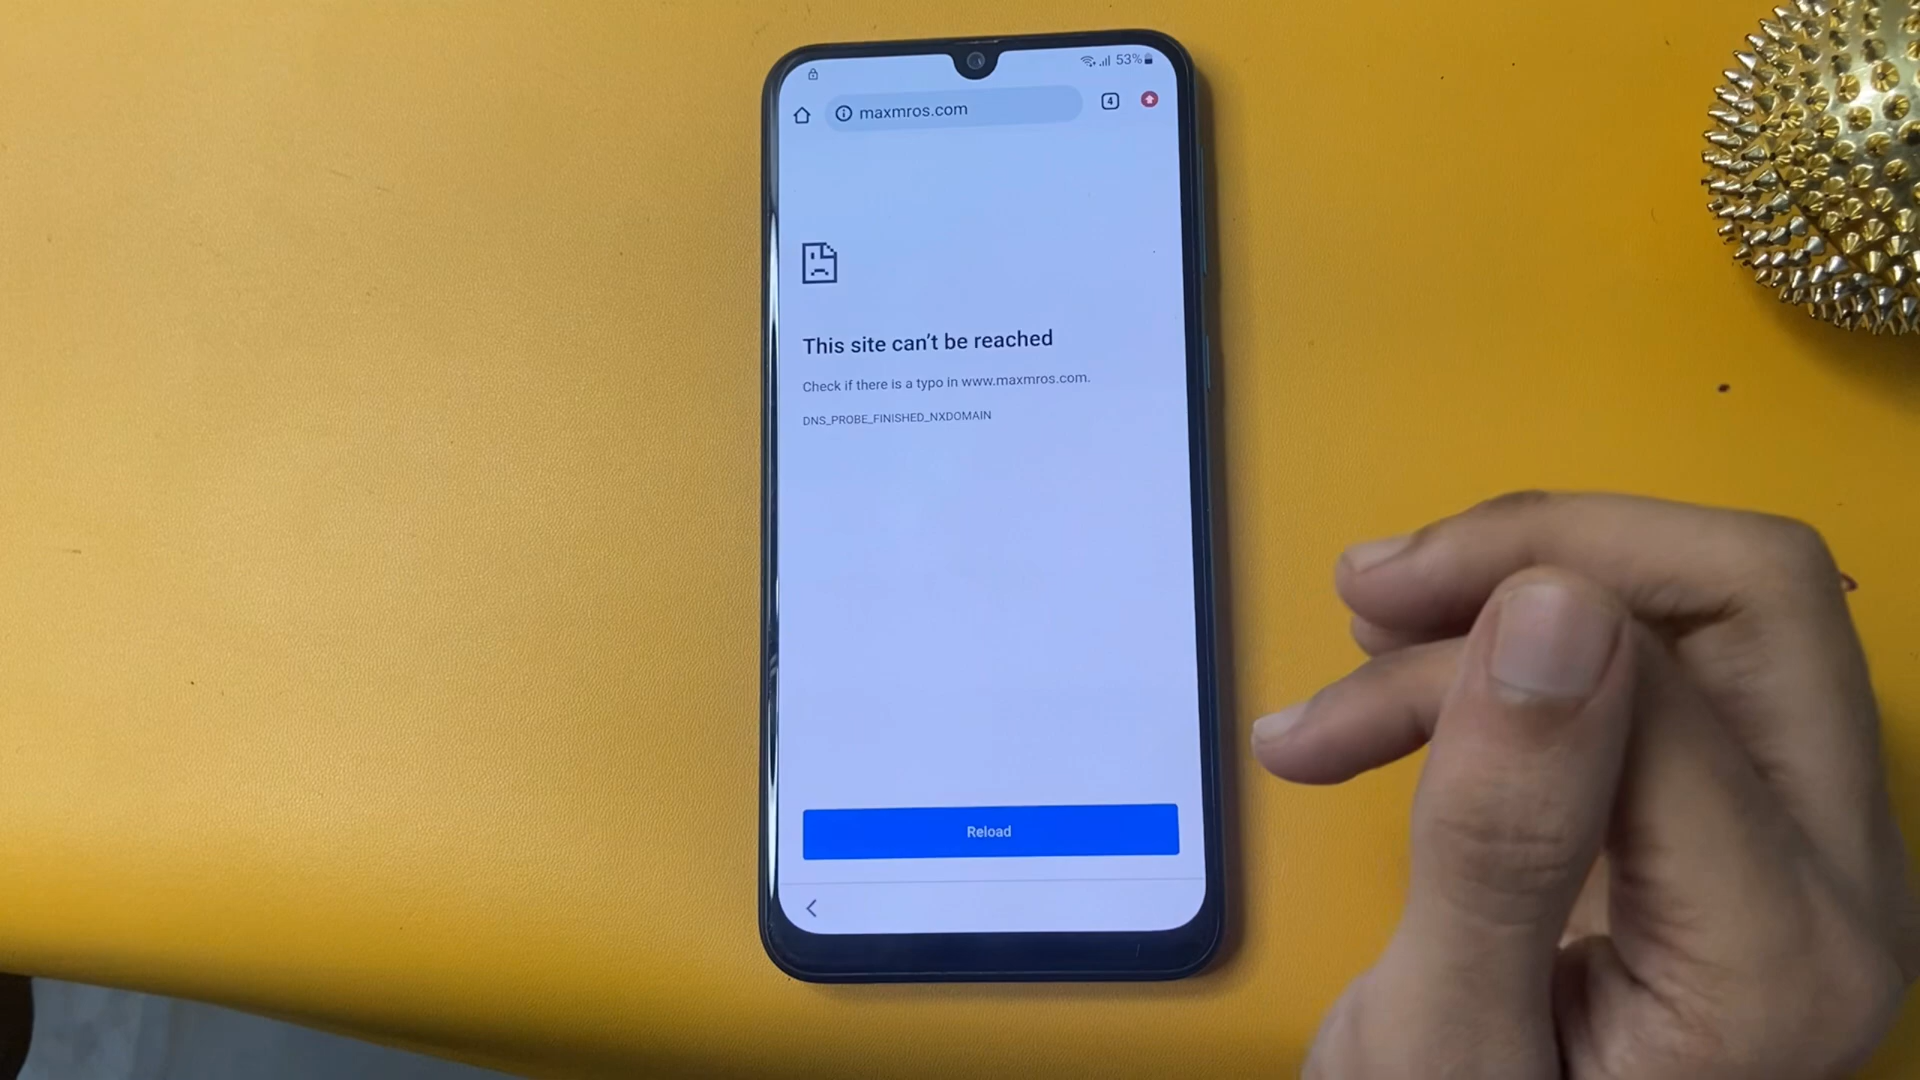 53%
maxmros.com
4
This site can't be reached
Check if there is a typo in www.maxmros.com.
DNS_PROBE_FINISHED_NXDOMAIN
Reload